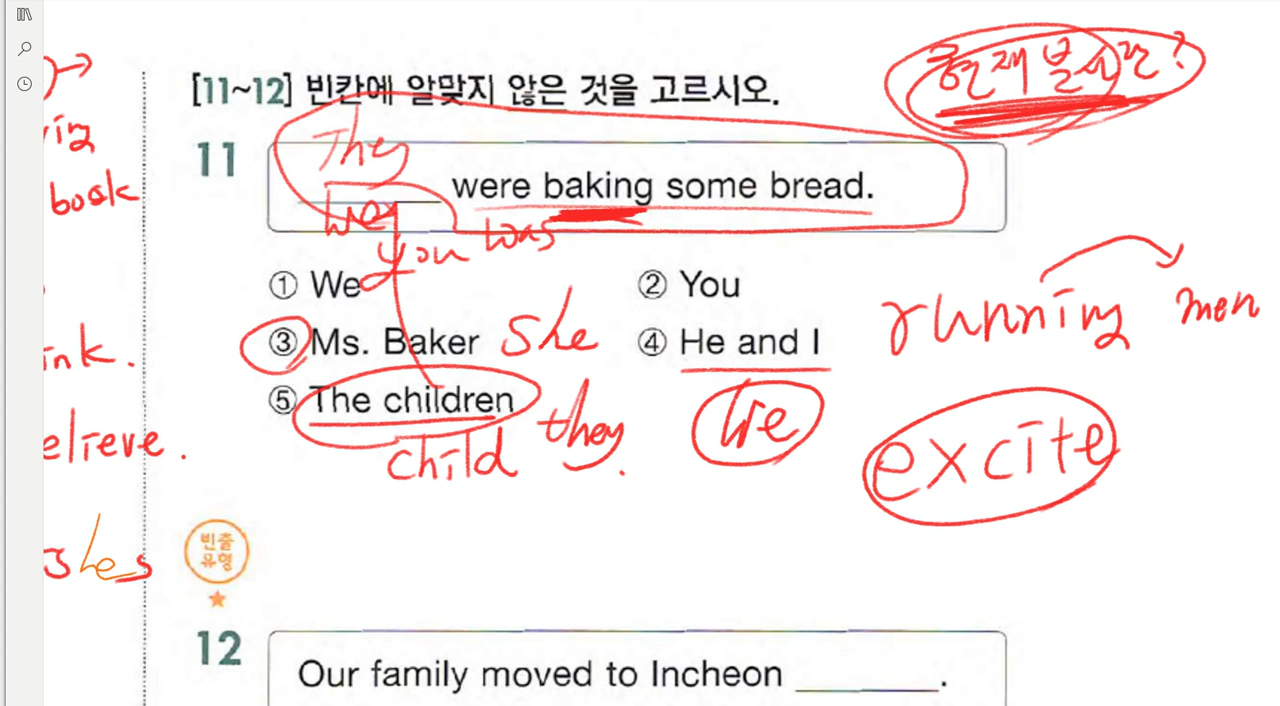 현재 분사란?
[11~12] 빈칸에 알맞지 않은 것을 고르시오.
11
They
were baking some bread.
you was
book
① We
② You
running men
③ Ms. Baker
she
④ He and I
⑤ The children
child they.
We
excite
elieve.
shes
빈출
유형
12
Our family moved to Incheon ________.